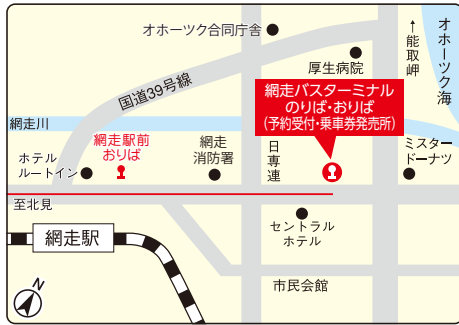 オホーツク合同庁舎
↑能取岬
オホーツク海
厚生病院
国道39号線
網走バスターミナル
のりば・おりば
(予約受付・乗車券発売所)
網走川
網走駅前
おりば
網走
消防署
日専連
ミスター
ドーナツ
ホテル
ルートイン
至北見
セントラル
ホテル
網走駅
市民会館
N